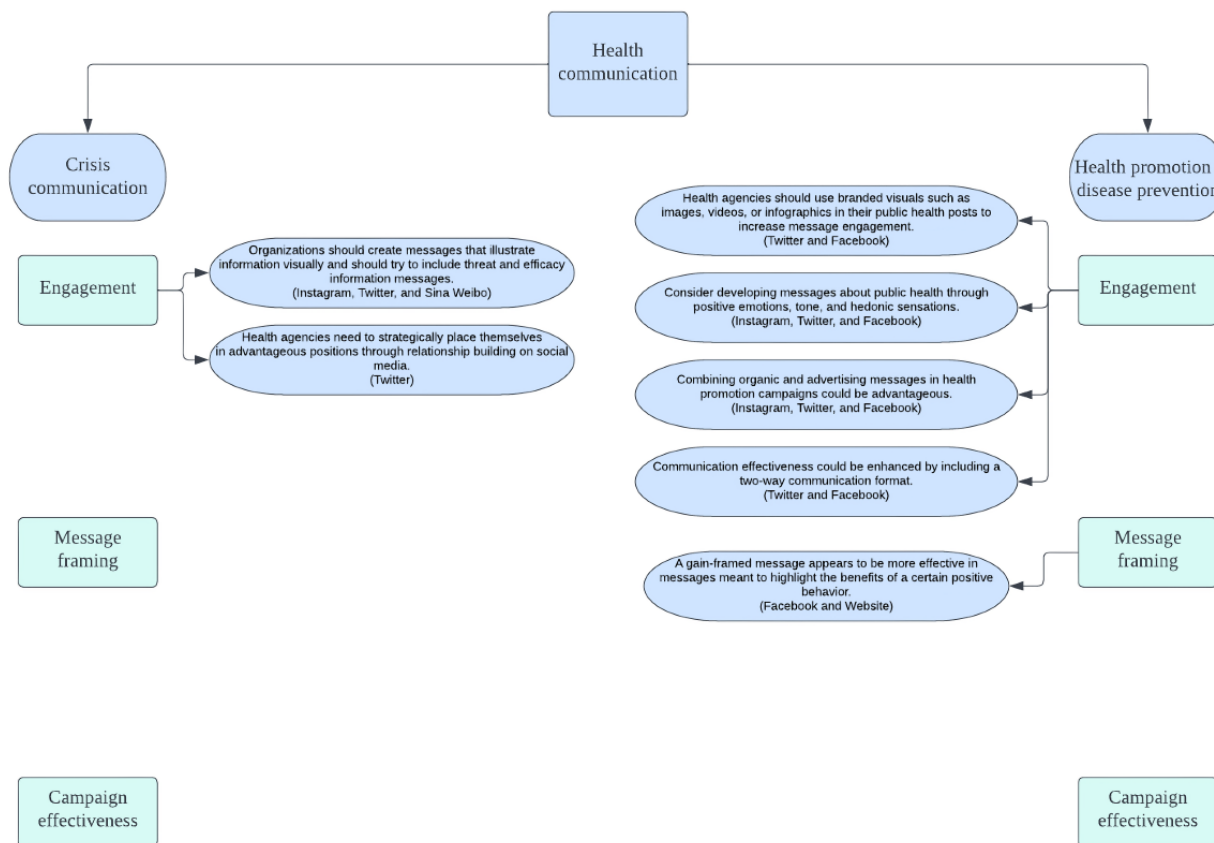 Health
communication
Crisis
communication
Health promotion
disease prevention
Engagement
Organizations should create messages that illustrate
information visually and should try to include threat and efficacy
information messages.
(Instagram, Twitter, and Sina Weibo)
Health agencies need to strategically place themselves
in advantageous positions through relationship building on social
media.
(Twitter)
Health agencies should use branded visuals such as
images, videos, or infographics in their public health posts to
increase message engagement.
(Twitter and Facebook)
Consider developing messages about public health through
positive emotions, tone, and hedonic sensations.
(Instagram, Twitter, and Facebook)
Combining organic and advertising messages in health
promotion campaigns could be advantageous.
(Instagram, Twitter, and Facebook)
Communication effectiveness could be enhanced by including a
two-way communication format.
(Twitter and Facebook)
Engagement
Message
framing
A gain-framed message appears to be more effective in
messages meant to highlight the benefits of a certain positive
behavior.
(Facebook and Website)
Message
framing
Campaign
effectiveness
Campaign
effectiveness